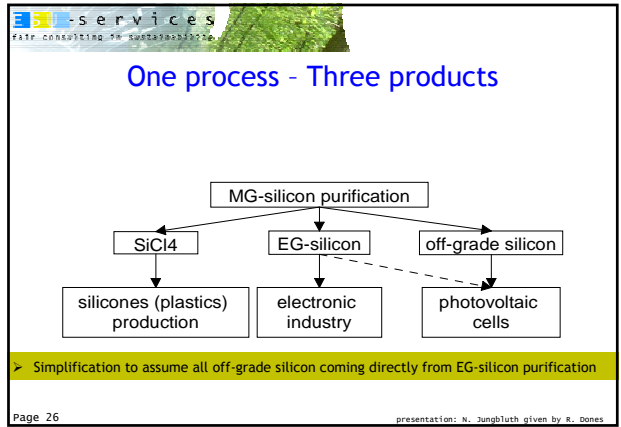 ESU-services
fair consulting in sustainability
One process – Three products
MG-silicon purification
SiCl4
EG-silicon
off-grade silicon
silicones (plastics)
production
electronic
industry
photovoltaic
cells
➢ Simplification to assume all off-grade silicon coming directly from EG-silicon purification
Page 26
presentation: N. Jungbluth given by R. Dones